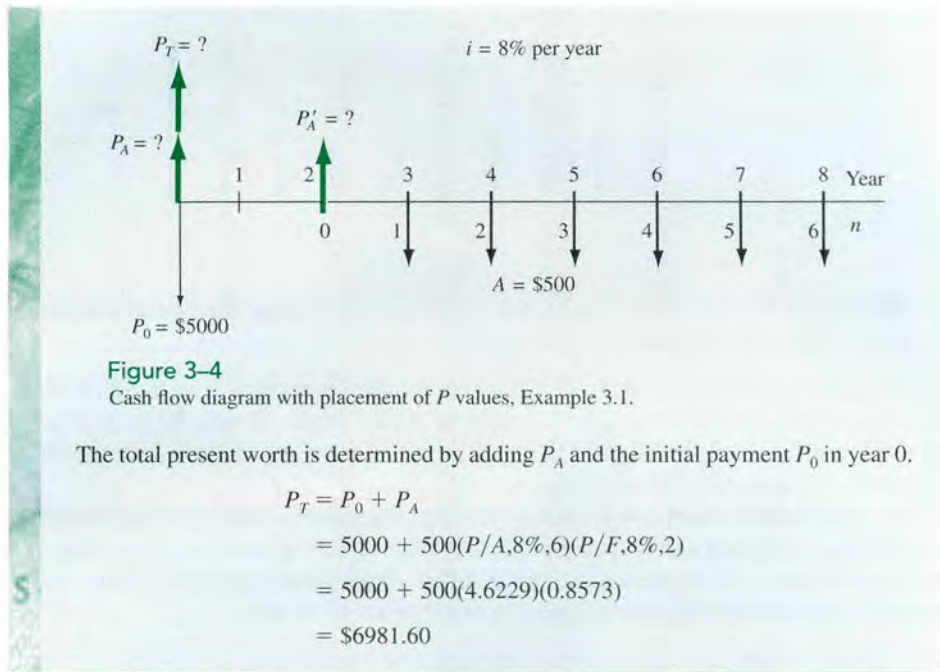 P_T = ?
i = 8% per year
P'_A = ?
P_A = ?
1 2 3 4 5 6 7 8 Year
0 1 2 3 4 5 6 n
A = $500
P_0 = $5000
Figure 3–4
Cash flow diagram with placement of P values, Example 3.1.
The total present worth is determined by adding P_A and the initial payment P_0 in year 0.
P_T = P_0 + P_A
= 5000 + 500(P/A,8%,6)(P/F,8%,2)
= 5000 + 500(4.6229)(0.8573)
= $6981.60
S